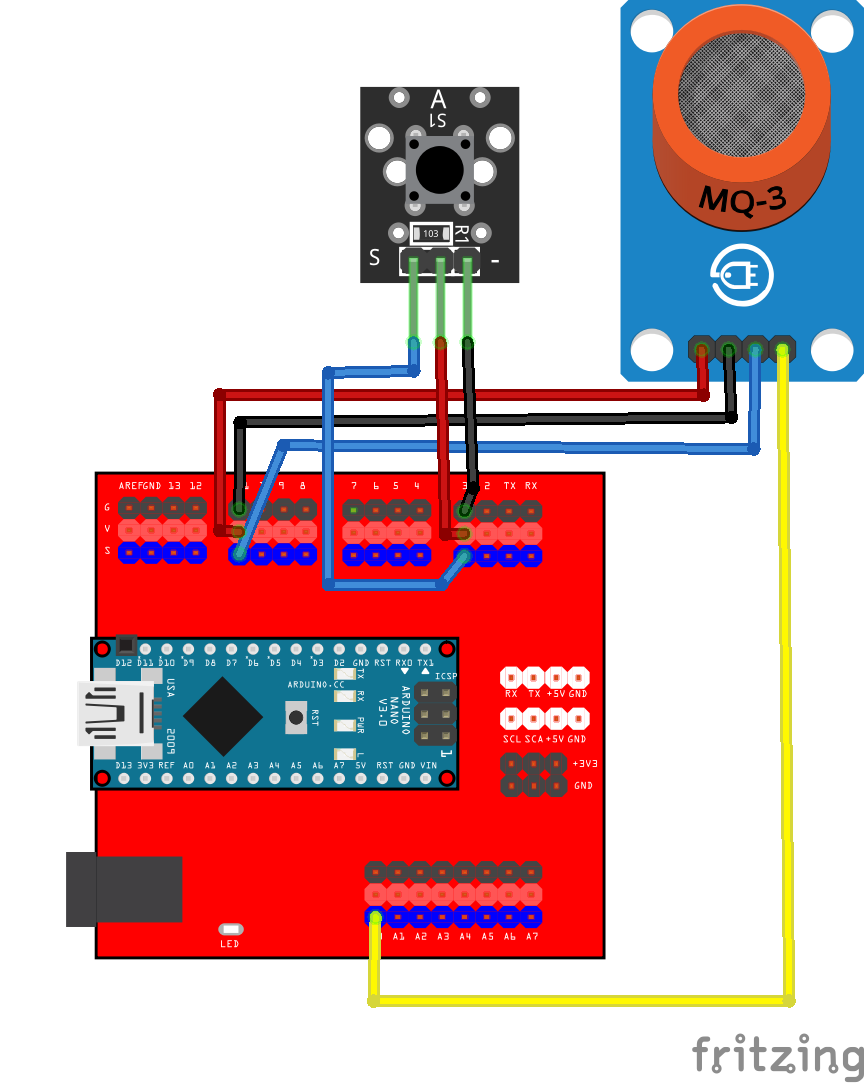 A
S1
103
R1
S -
MQ-3
AREF GND 13 12 9 8 7 6 5 4 3 2 TX RX
G
V
S
D12 D11 D10 D9 D8 D7 D6 D5 D4 D3 D2 GND RST RX0 TX1
USA
2009
ARDUINO.CC
RST
TX
RX
PWR
L
ARDUINO
NANO
V3.0
ICSP
1
D13 3V3 REF A0 A1 A2 A3 A4 A5 A6 A7 5V RST GND VIN
RX TX +5V GND
SCL SCA +5V GND
+3V3
GND
A1 A2 A3 A4 A5 A6 A7
LED
fritzing